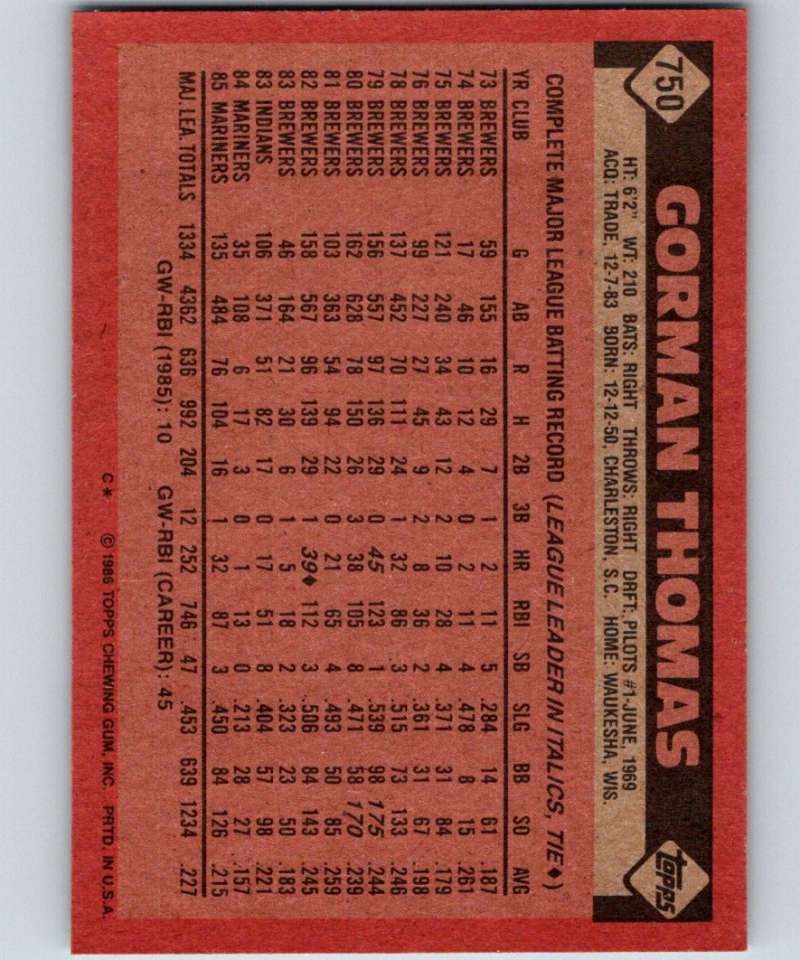 750 GORMAN THOMAS topps
HT: 6'2" WT: 210 BATS: RIGHT THROWS: RIGHT DRFT: PILOTS #1-JUNE, 1969
ACQ: TRADE, 12-7-83 BORN: 12-12-50, CHARLESTON, S.C. HOME: WAUKESHA, WIS.
COMPLETE MAJOR LEAGUE BATTING RECORD (LEAGUE LEADER IN ITALICS, TIE♦)
YR CLUB G AB R H 2B 3B HR RBI SB SLG BB SO AVG
73 BREWERS 59 155 16 29 7 1 2 11 5 .284 14 61 .187
74 BREWERS 17 46 10 12 4 0 2 11 4 .478 8 15 .261
75 BREWERS 121 240 34 43 12 2 10 28 4 .371 31 84 .179
76 BREWERS 99 227 27 45 9 2 8 36 2 .361 31 67 .198
78 BREWERS 137 452 70 111 24 1 32 86 3 .515 73 133 .246
79 BREWERS 156 557 97 136 29 0 45 123 1 .539 98 175 .244
80 BREWERS 162 628 78 150 26 3 38 105 8 .471 58 170 .239
81 BREWERS 103 363 54 94 22 0 21 65 4 .493 50 85 .259
82 BREWERS 158 567 96 139 29 1 39♦ 112 3 .506 84 143 .245
83 BREWERS 46 164 21 30 6 1 5 18 2 .323 23 50 .183
83 INDIANS 106 371 51 82 17 0 17 51 8 .404 57 98 .221
84 MARINERS 35 108 6 17 3 0 1 13 0 .213 28 27 .157
85 MARINERS 135 484 76 104 16 1 32 87 3 .450 84 126 .215
MAJ. LEA. TOTALS 1334 4362 636 992 204 12 252 746 47 .453 639 1234 .227
GW-RBI (1985): 10 GW-RBI (CAREER): 45
C* © 1986 TOPPS CHEWING GUM, INC. PRTD. IN U.S.A.